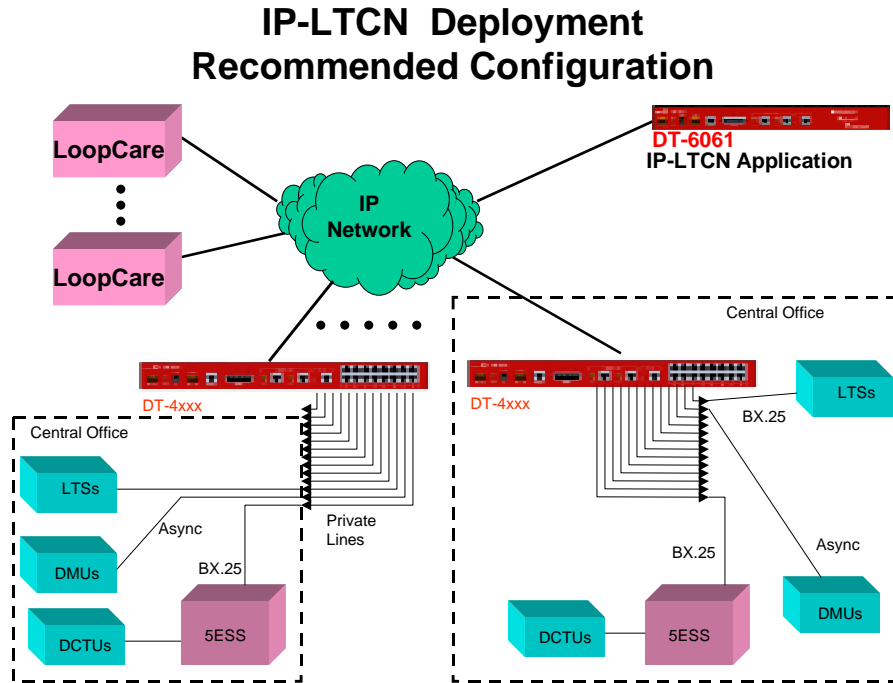 IP-LTCN Deployment
Recommended Configuration
LoopCare
LoopCare
IP
Network
DT-6061
IP-LTCN Application
DT-4xxx
Central Office
LTSs
Async
DMUs
BX.25
DCTUs
5ESS
Private
Lines
Central Office
DT-4xxx
LTSs
BX.25
BX.25
Async
DMUs
DCTUs
5ESS